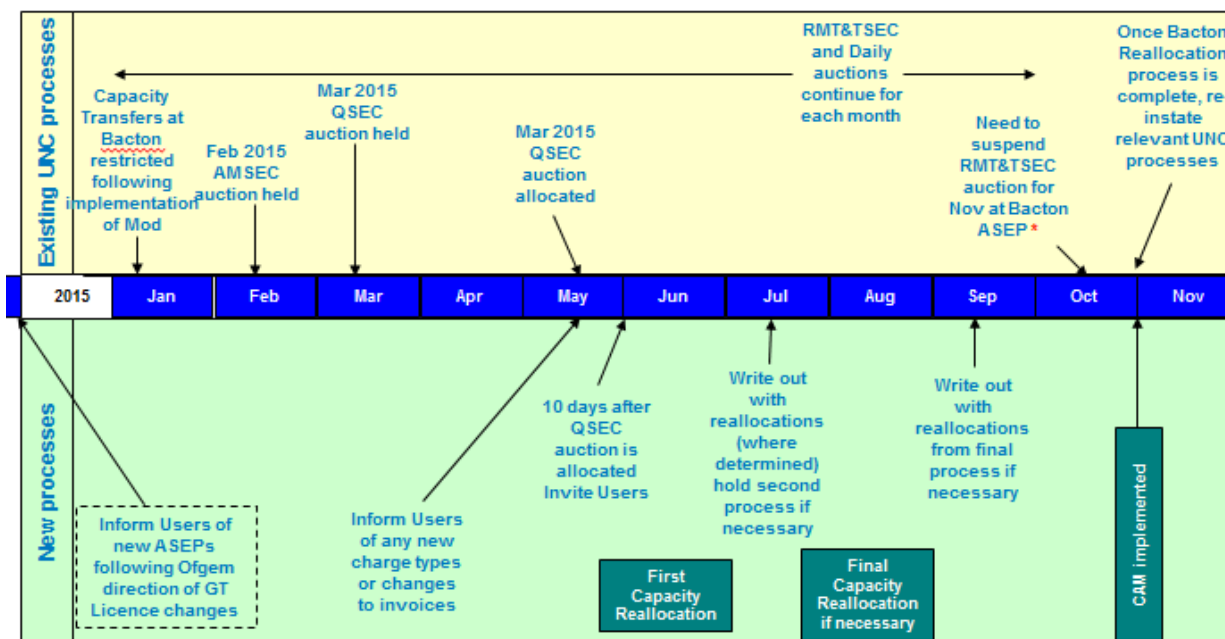 Existing UNC processes
Capacity
Transfers at
Bacton
restricted
following
implementation
of Mod
Feb 2015
AMSEC
auction held
Mar 2015
QSEC
auction held
Mar 2015
QSEC
auction
allocated
RMT&TSEC
and Daily
auctions
continue for
each month
Need to
suspend
RMT&TSEC
auction for
Nov at Bacton
ASEP *
Once Bacton
Reallocation
process is
complete, re-
instate
relevant UNC
processes
2015 Jan Feb Mar Apr May Jun Jul Aug Sep Oct Nov
New processes
Inform Users of
new ASEPs
following Ofgem
direction of GT
Licence changes
Inform Users
of any new
charge types
or changes
to invoices
10 days after
QSEC
auction is
allocated
Invite Users
First
Capacity
Reallocation
Write out
with
reallocations
(where
determined)
hold second
process if
necessary
Final
Capacity
Reallocation
if necessary
Write out
with
reallocations
from final
process if
necessary
CAM implemented